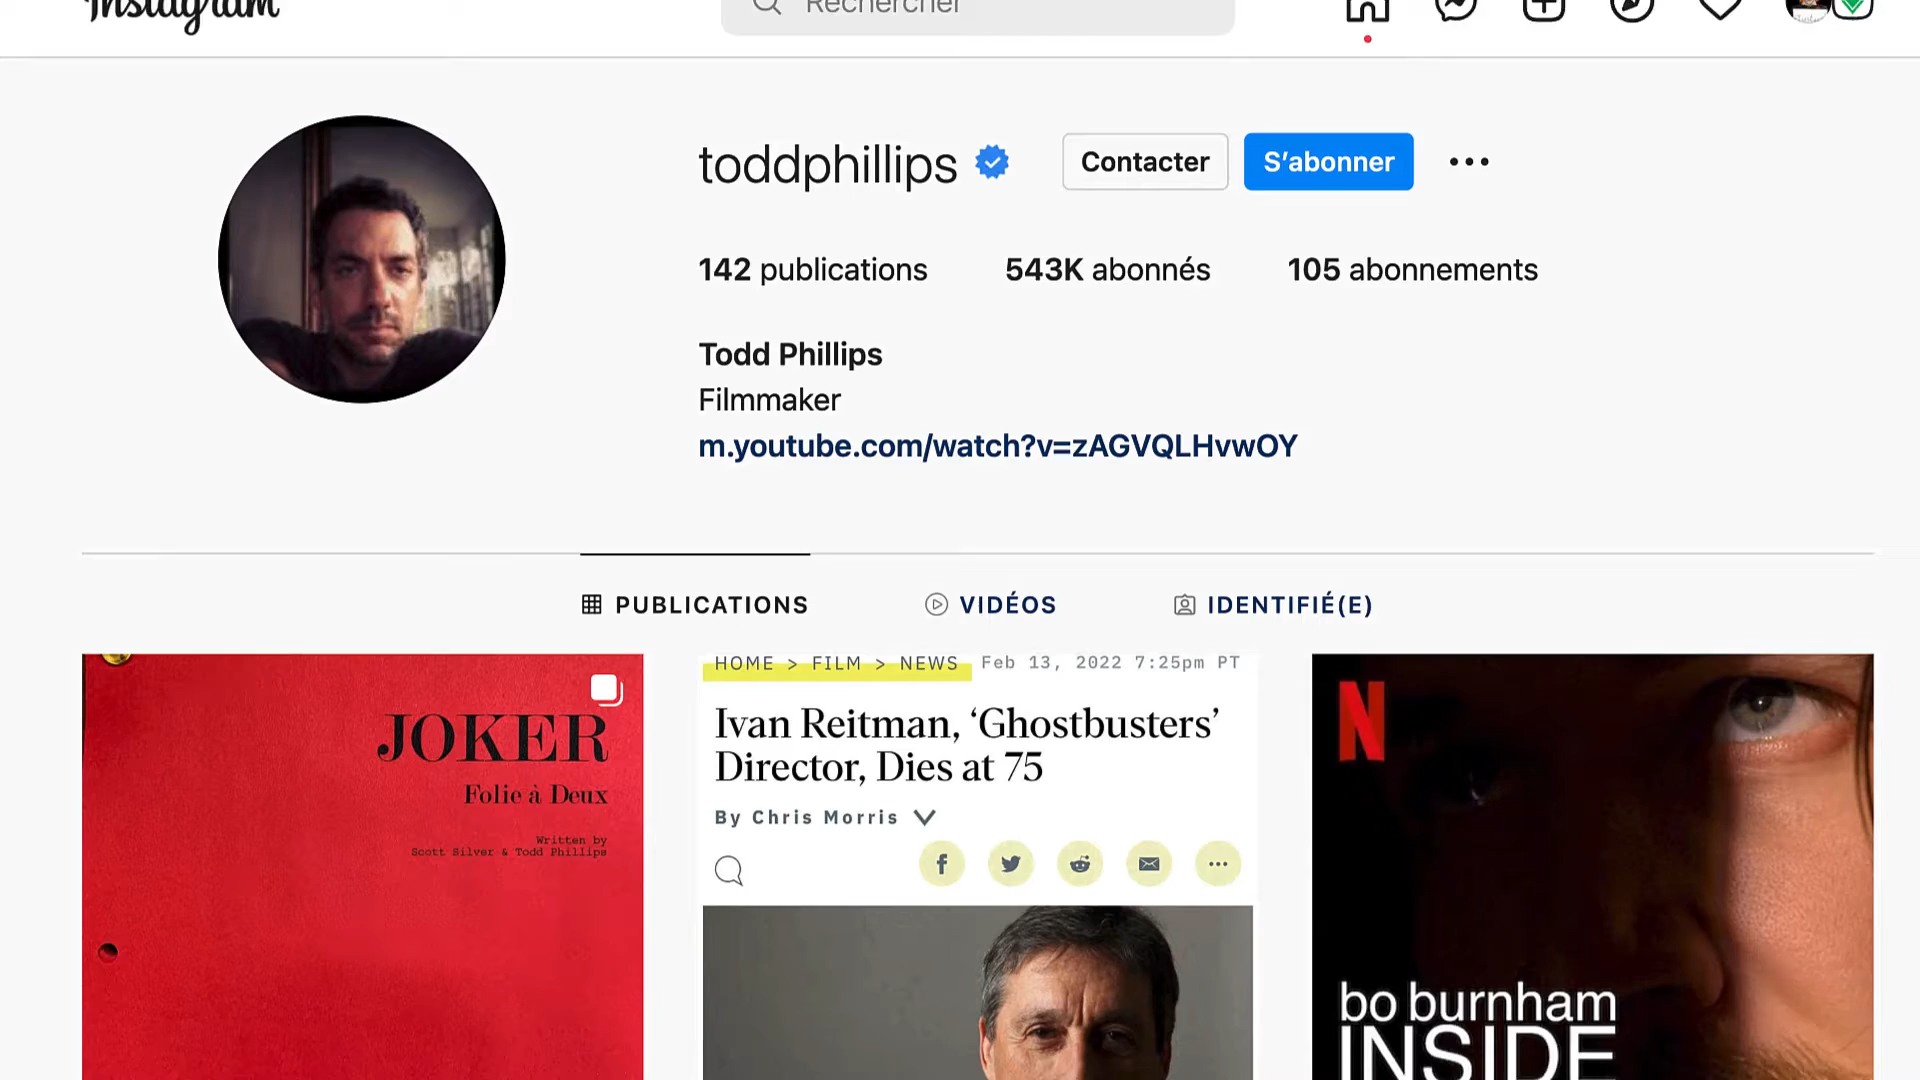 Instagram
Rechercher
toddphillips
Contacter
S'abonner
142 publications
543K abonnés
105 abonnements
Todd Phillips
Filmmaker
m.youtube.com/watch?v=zAGVQLHvwOY
PUBLICATIONS
VIDÉOS
IDENTIFIÉ(E)
JOKER
Folie à Deux
Written by
Scott Silver & Todd Phillips
HOME > FILM > NEWS Feb 13, 2022 7:25pm PT
Ivan Reitman, ‘Ghostbusters’
Director, Dies at 75
By Chris Morris
N
bo burnham
INSIDE